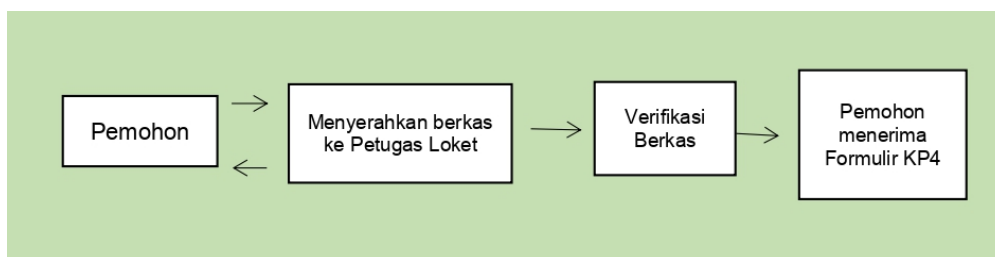 Pemohon
Menyerahkan berkas
ke Petugas Loket
Verifikasi
Berkas
Pemohon
menerima
Formulir KP4